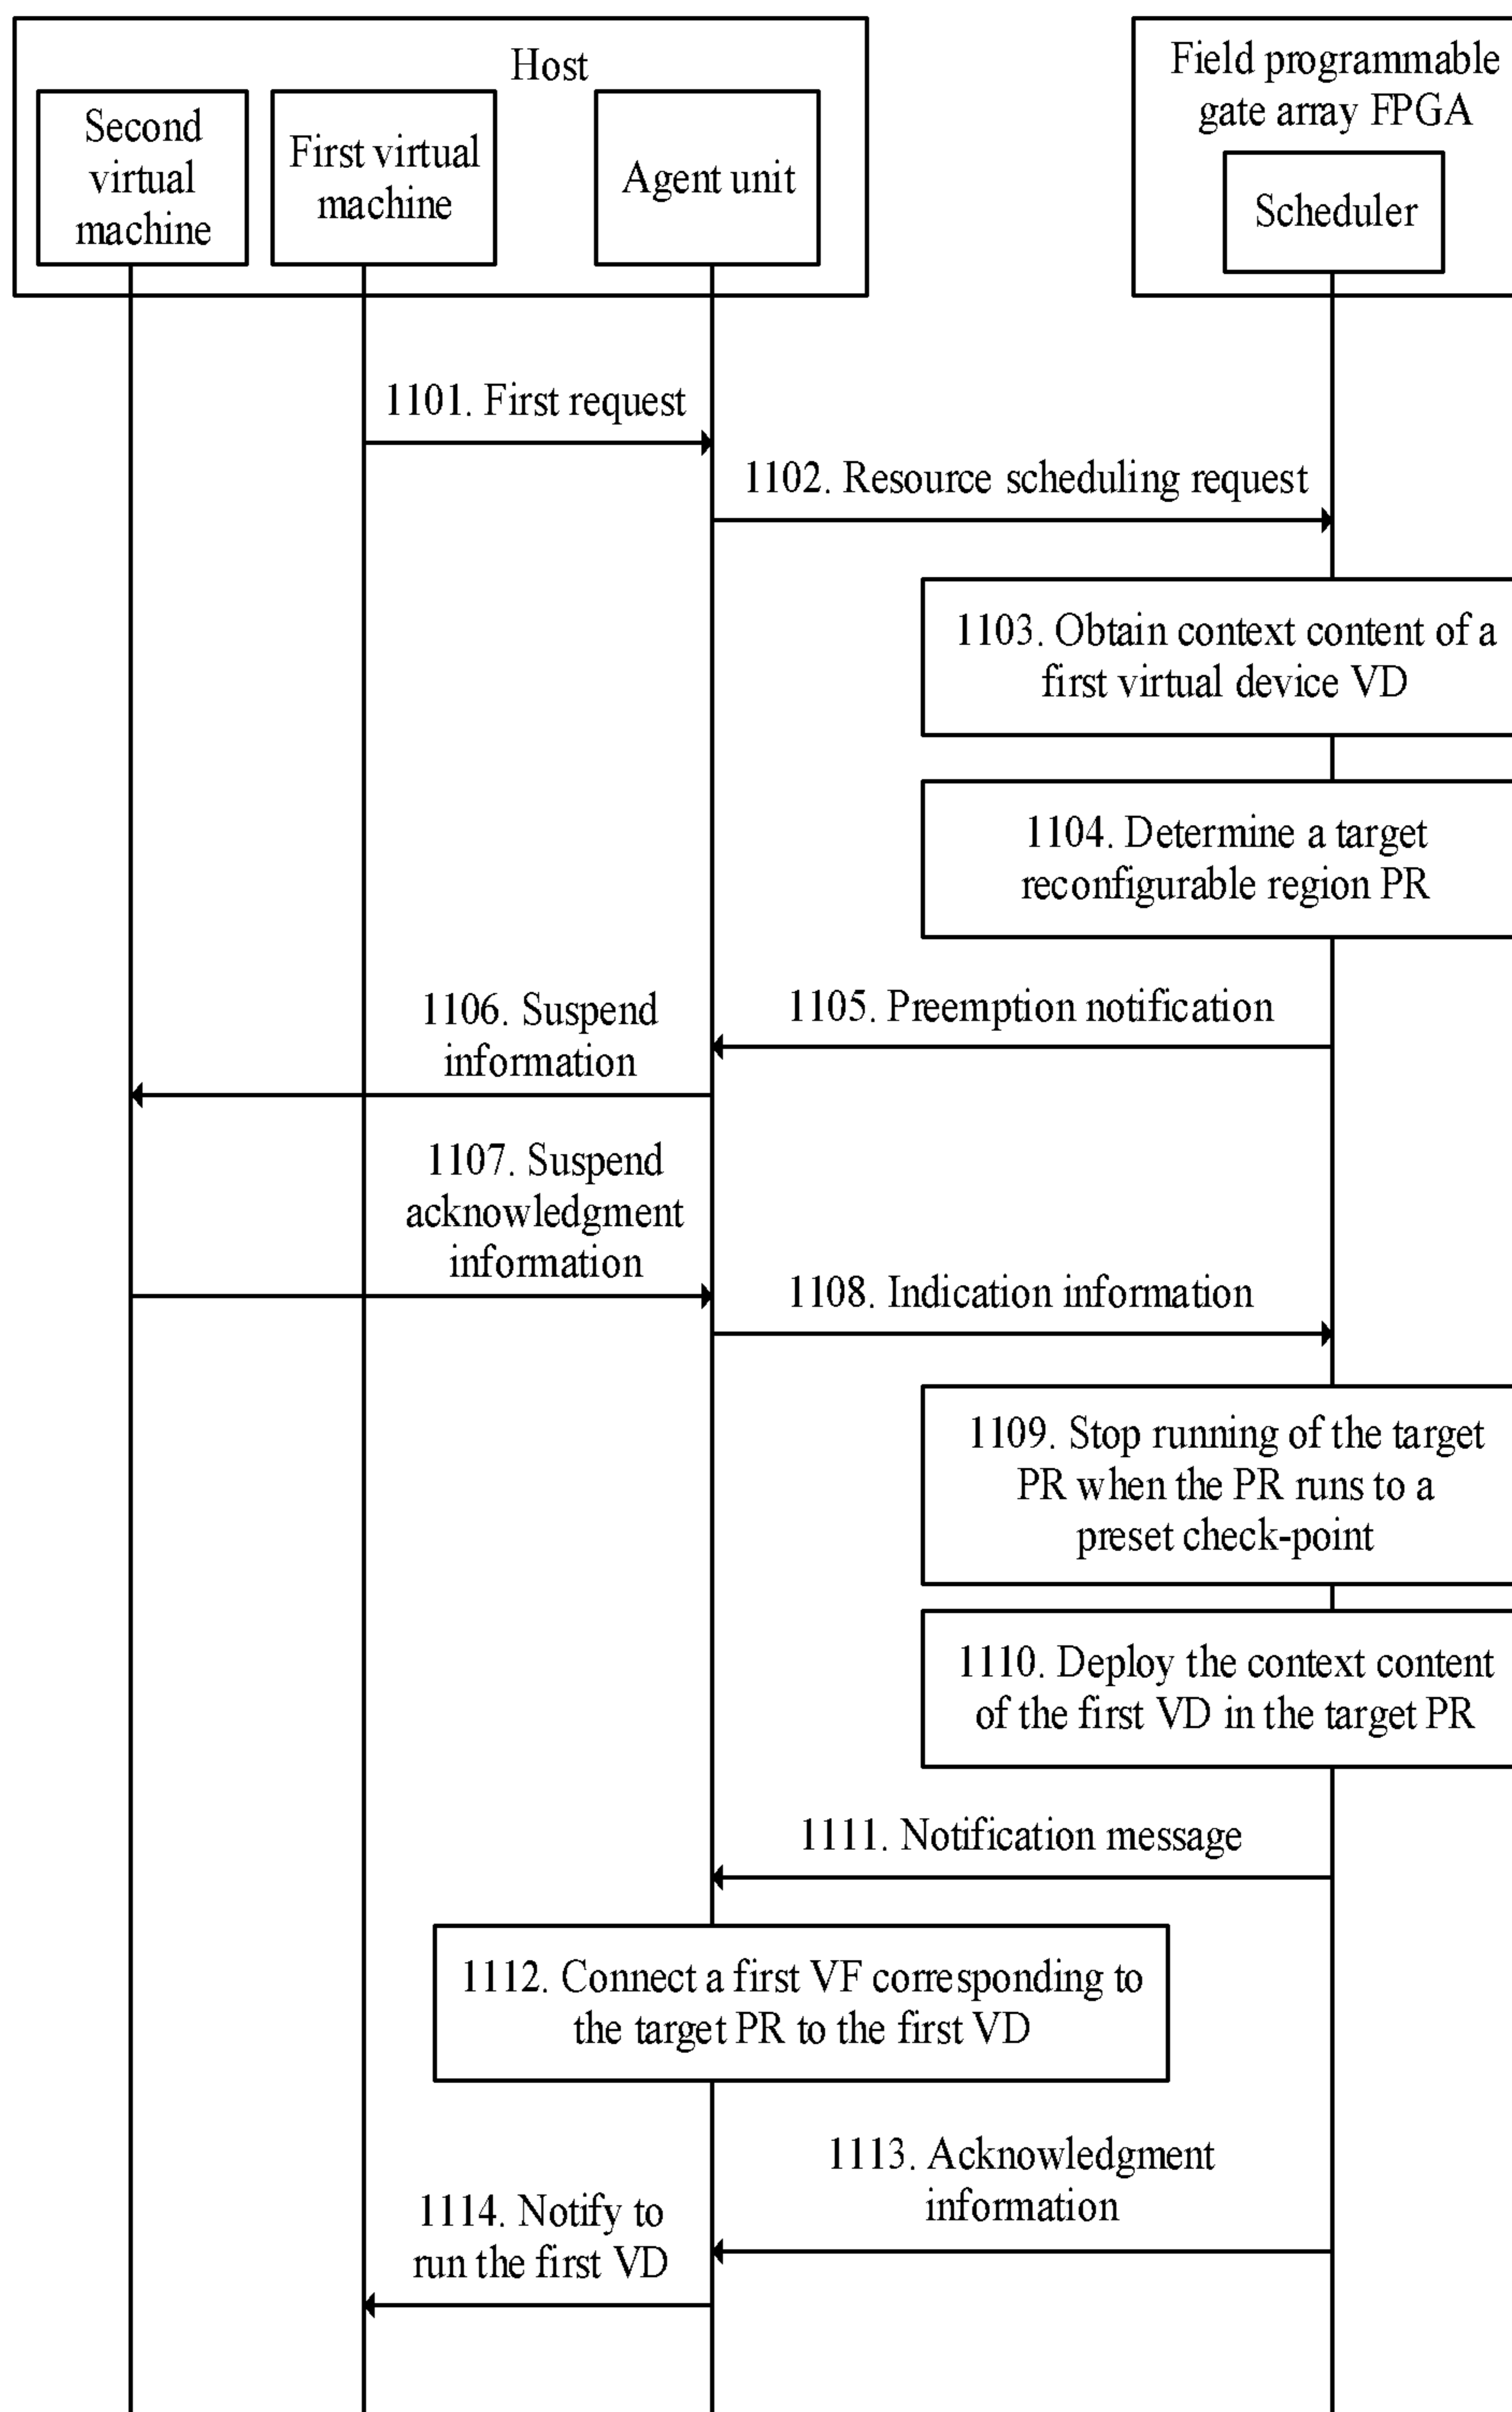 Host
Second
virtual
machine
First virtual
machine
Agent unit
Field programmable
gate array FPGA
Scheduler
1101. First request
1102. Resource scheduling request
1103. Obtain context content of a
first virtual device VD
1104. Determine a target
reconfigurable region PR
1105. Preemption notification
1106. Suspend
information
1107. Suspend
acknowledgment
information
1108. Indication information
1109. Stop running of the target
PR when the PR runs to a
preset check-point
1110. Deploy the context content
of the first VD in the target PR
1111. Notification message
1112. Connect a first VF corresponding to
the target PR to the first VD
1113. Acknowledgment
information
1114. Notify to
run the first VD